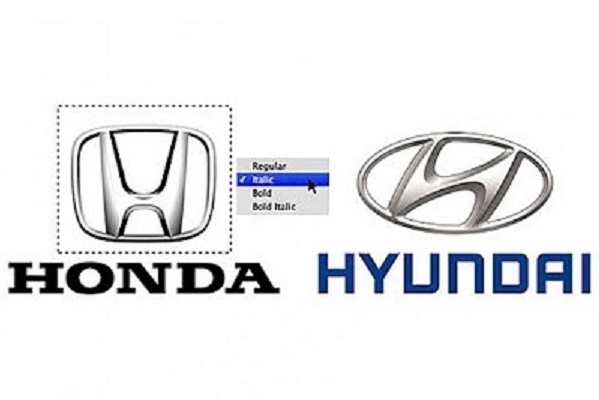 Regular
✓ Italic
Bold
Bold Italic
HONDA
HYUNDAI